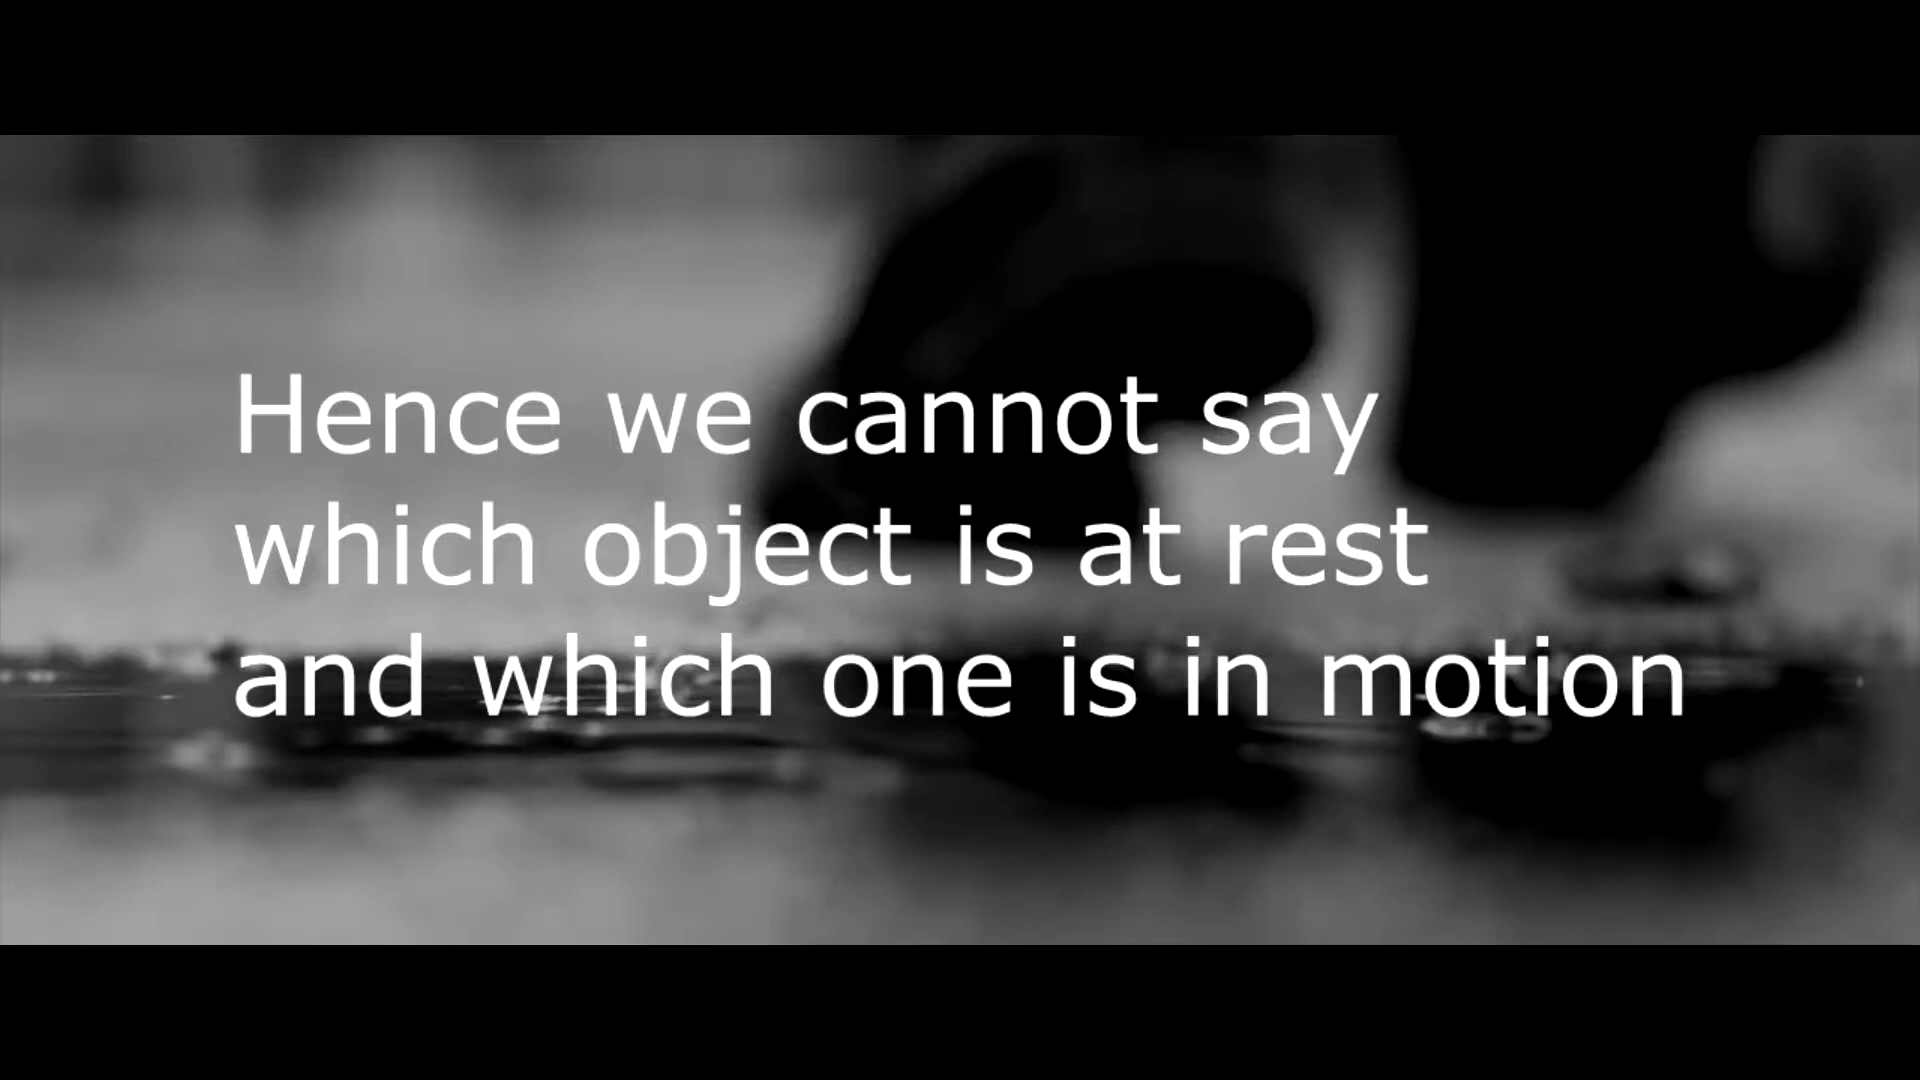 Hence we cannot say
which object is at rest
and which one is in motion